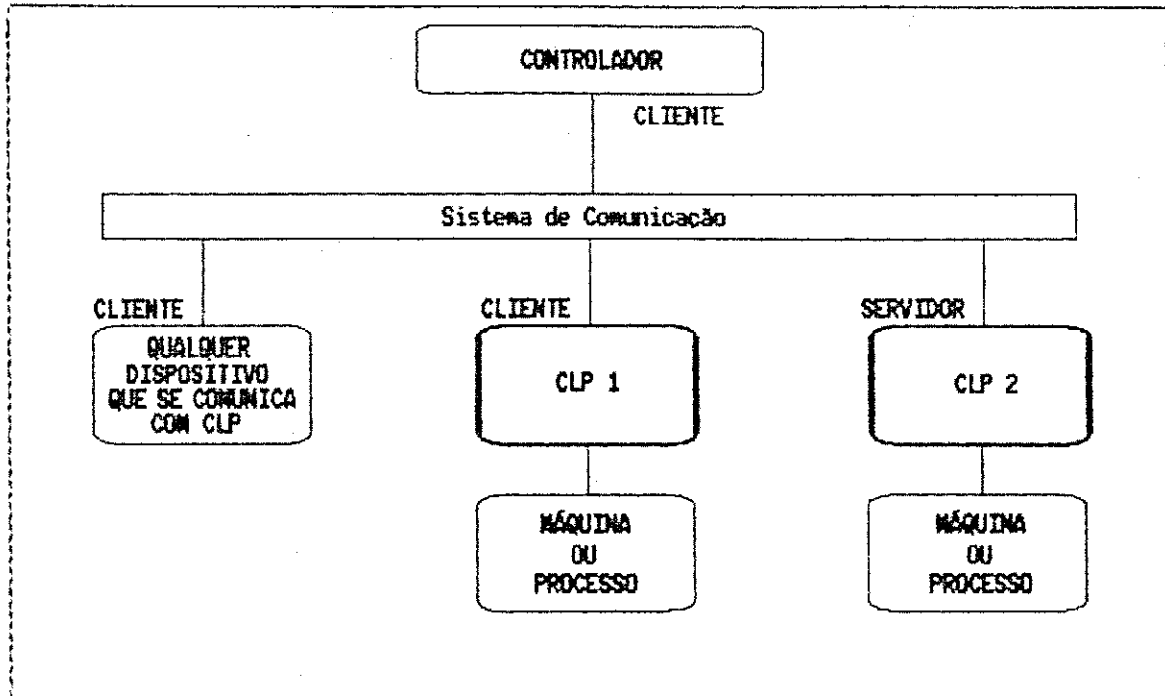 CONTROLADOR
CLIENTE
Sistema de Comunicação
CLIENTE
CLIENTE
SERVIDOR
QUALQUER
DISPOSITIVO
QUE SE COMUNICA
COM CLP
CLP 1
CLP 2
MÁQUINA
OU
PROCESSO
MÁQUINA
OU
PROCESSO